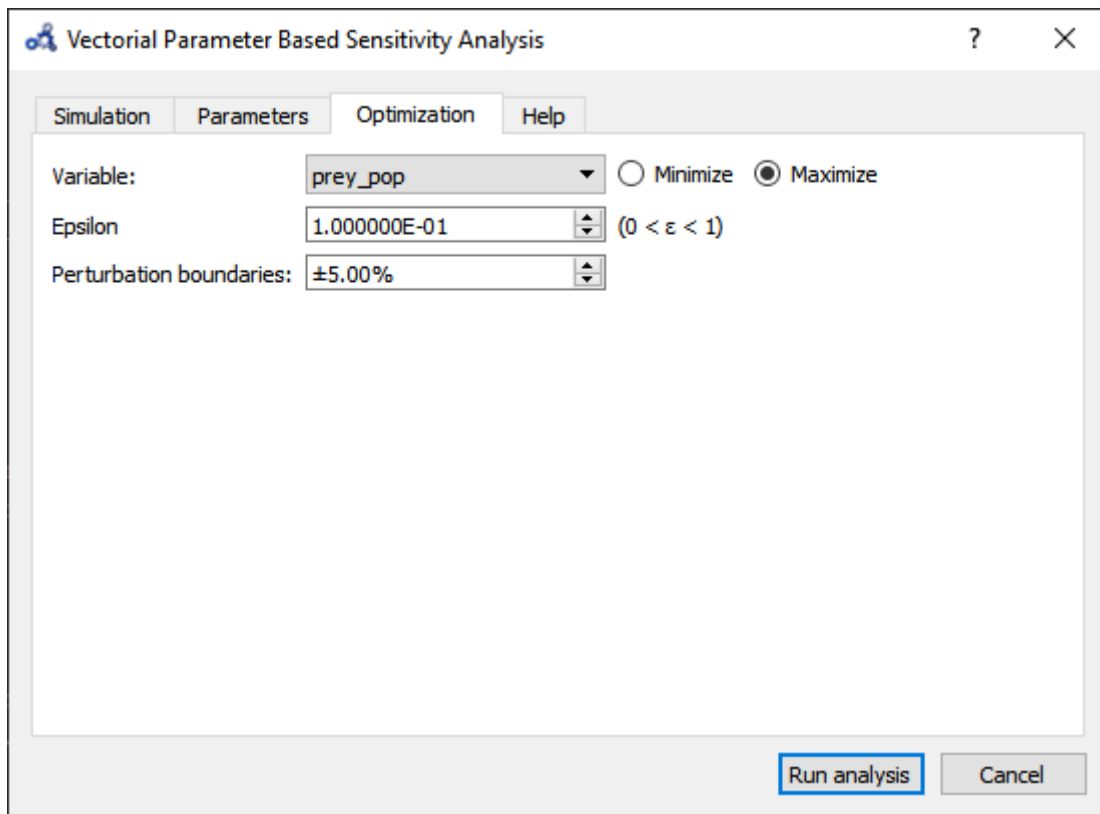 Vectorial Parameter Based Sensitivity Analysis ?
Simulation Parameters Optimization Help
Variable: prey_pop Minimize Maximize
Epsilon 1.000000E-01 (0 < ε < 1)
Perturbation boundaries: ±5.00%
Run analysis Cancel